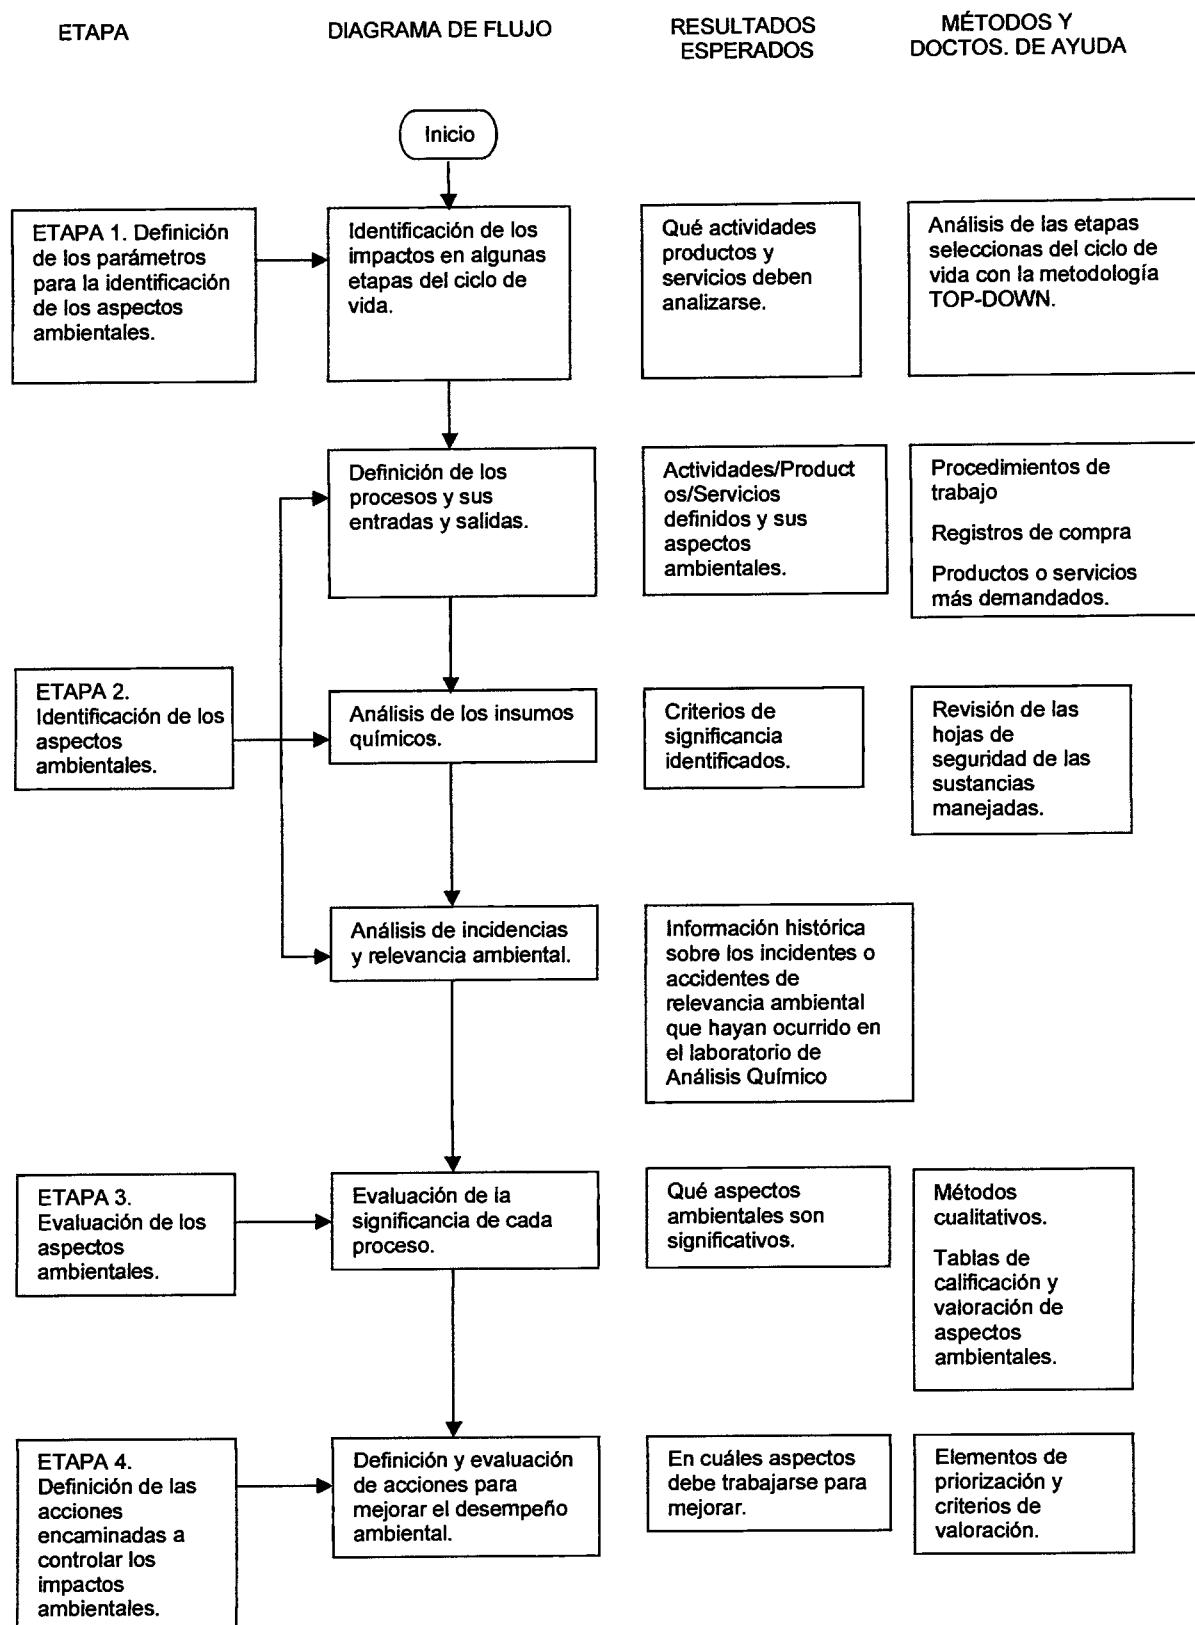 ETAPA
DIAGRAMA DE FLUJO
RESULTADOS
ESPERADOS
MÉTODOS Y
DOCTOS. DE AYUDA
Inicio
ETAPA 1. Definición
de los parámetros
para la identificación
de los aspectos
ambientales.
Identificación de los
impactos en algunas
etapas del ciclo de
vida.
Qué actividades
productos y
servicios deben
analizarse.
Análisis de las etapas
seleccionas del ciclo de
vida con la metodología
TOP-DOWN.
Definición de los
procesos y sus
entradas y salidas.
Actividades/Product
os/Servicios
definidos y sus
aspectos
ambientales.
Procedimientos de
trabajo
Registros de compra
Productos o servicios
más demandados.
ETAPA 2.
Identificación de los
aspectos
ambientales.
Análisis de los insumos
químicos.
Criterios de
significancia
identificados.
Revisión de las
hojas de
seguridad de las
sustancias
manejadas.
Análisis de incidencias
y relevancia ambiental.
Información histórica
sobre los incidentes o
accidentes de
relevancia ambiental
que hayan ocurrido en
el laboratorio de
Análisis Químico
ETAPA 3.
Evaluación de los
aspectos
ambientales.
Evaluación de la
significancia de cada
proceso.
Qué aspectos
ambientales son
significativos.
Métodos
cualitativos.
Tablas de
calificación y
valoración de
aspectos
ambientales.
ETAPA 4.
Definición de las
acciones
encaminadas a
controlar los
impactos
ambientales.
Definición y evaluación
de acciones para
mejorar el desempeño
ambiental.
En cuáles aspectos
debe trabajarse para
mejorar.
Elementos de
priorización y
criterios de
valoración.